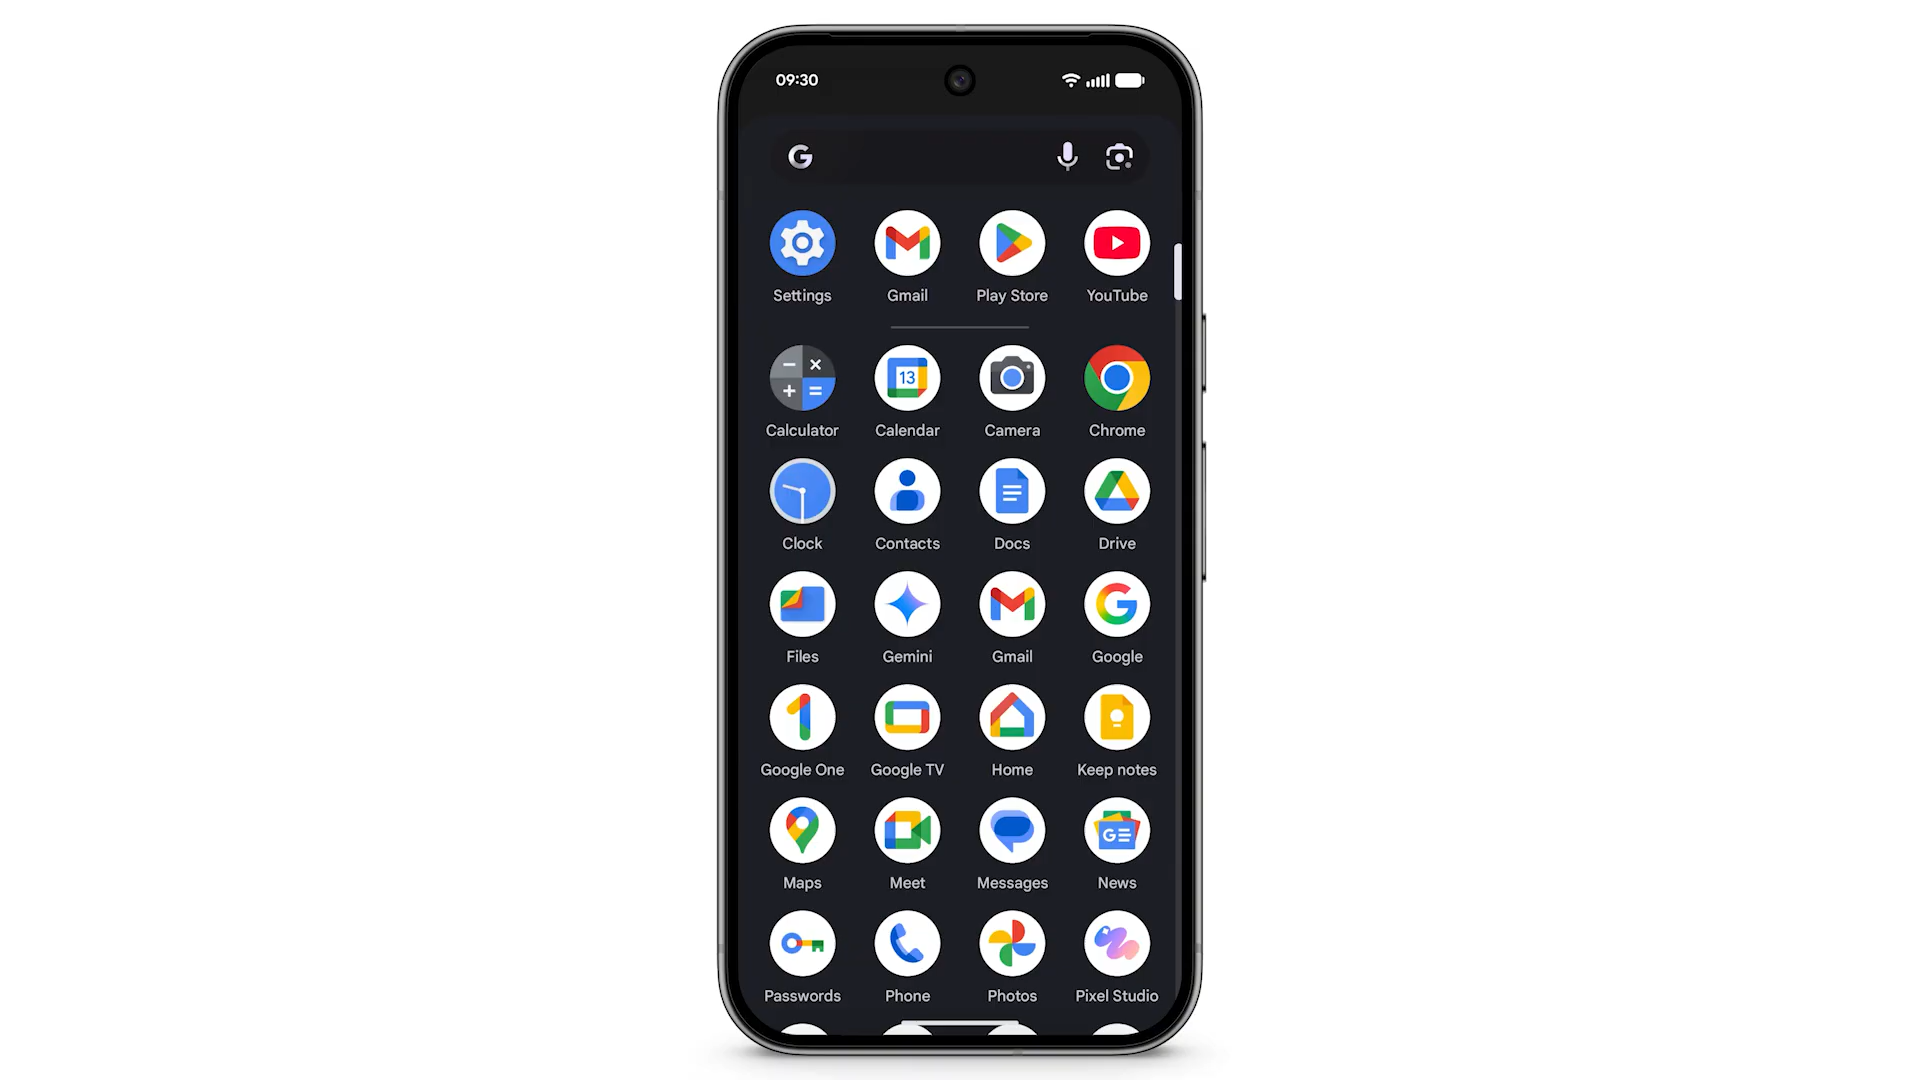 09:30
Settings Gmail Play Store YouTube
13
Calculator Calendar Camera Chrome
Clock Contacts Docs Drive
Files Gemini Gmail Google
Google One Google TV Home Keep notes
Maps Meet Messages News
Passwords Phone Photos Pixel Studio